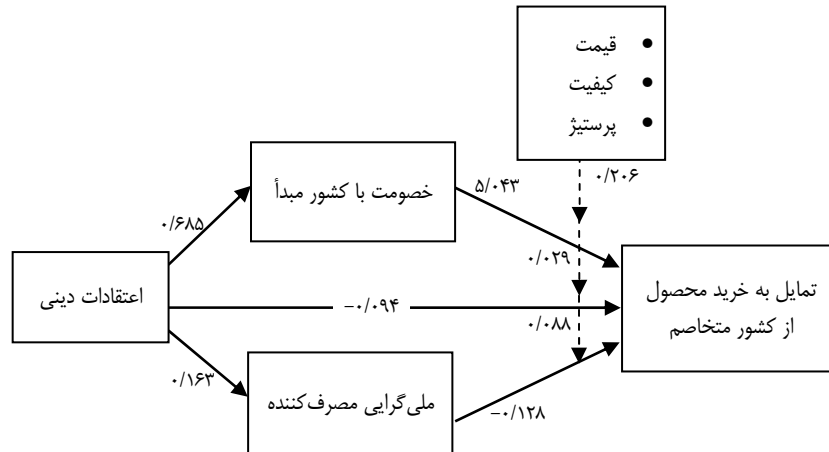 • قیمت
• کیفیت
• پرستیژ
۰/۲۰۶
خصومت با کشور مبدأ
۵/۰۴۳
۰/۶۸۵
۰/۰۲۹
تمایل به خرید محصول
از کشور متخاصم
اعتقادات دینی
−۰/۰۹۴
۰/۰۸۸
۰/۱۶۳
ملی‌گرایی مصرف‌کننده
−۰/۱۲۸